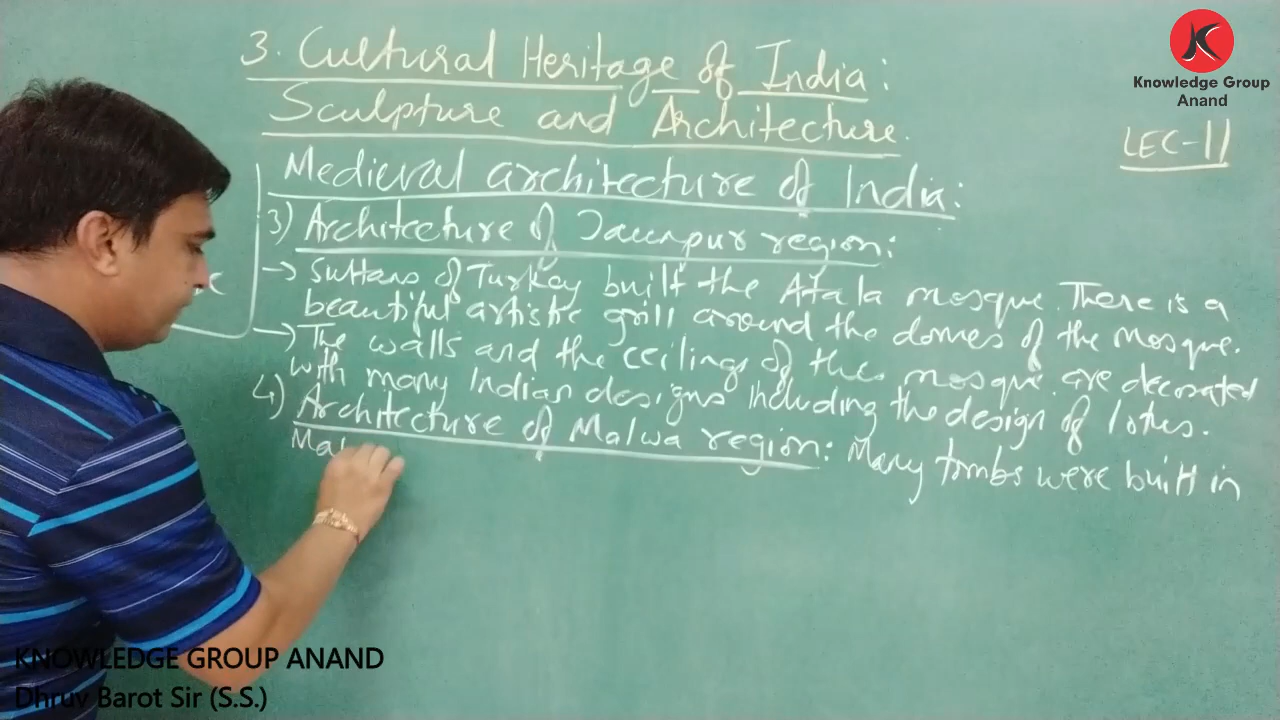 3. Cultural Heritage of India:
Sculpture and Architecture.
Knowledge Group
Anand
LEC-11
Medieval architecture of India:
3) Architecture of Jaunpur region:
→ Sultans of Turkey built the Atala mosque. There is a
beautiful artistic grill around the domes of the mosque.
→ The walls and the ceilings of the mosque are decorated
with many Indian designs including the design of lotus.
4) Architecture of Malwa region: Many tombs were built in
Mal
KNOWLEDGE GROUP ANAND
Dhruv Barot Sir (S.S.)